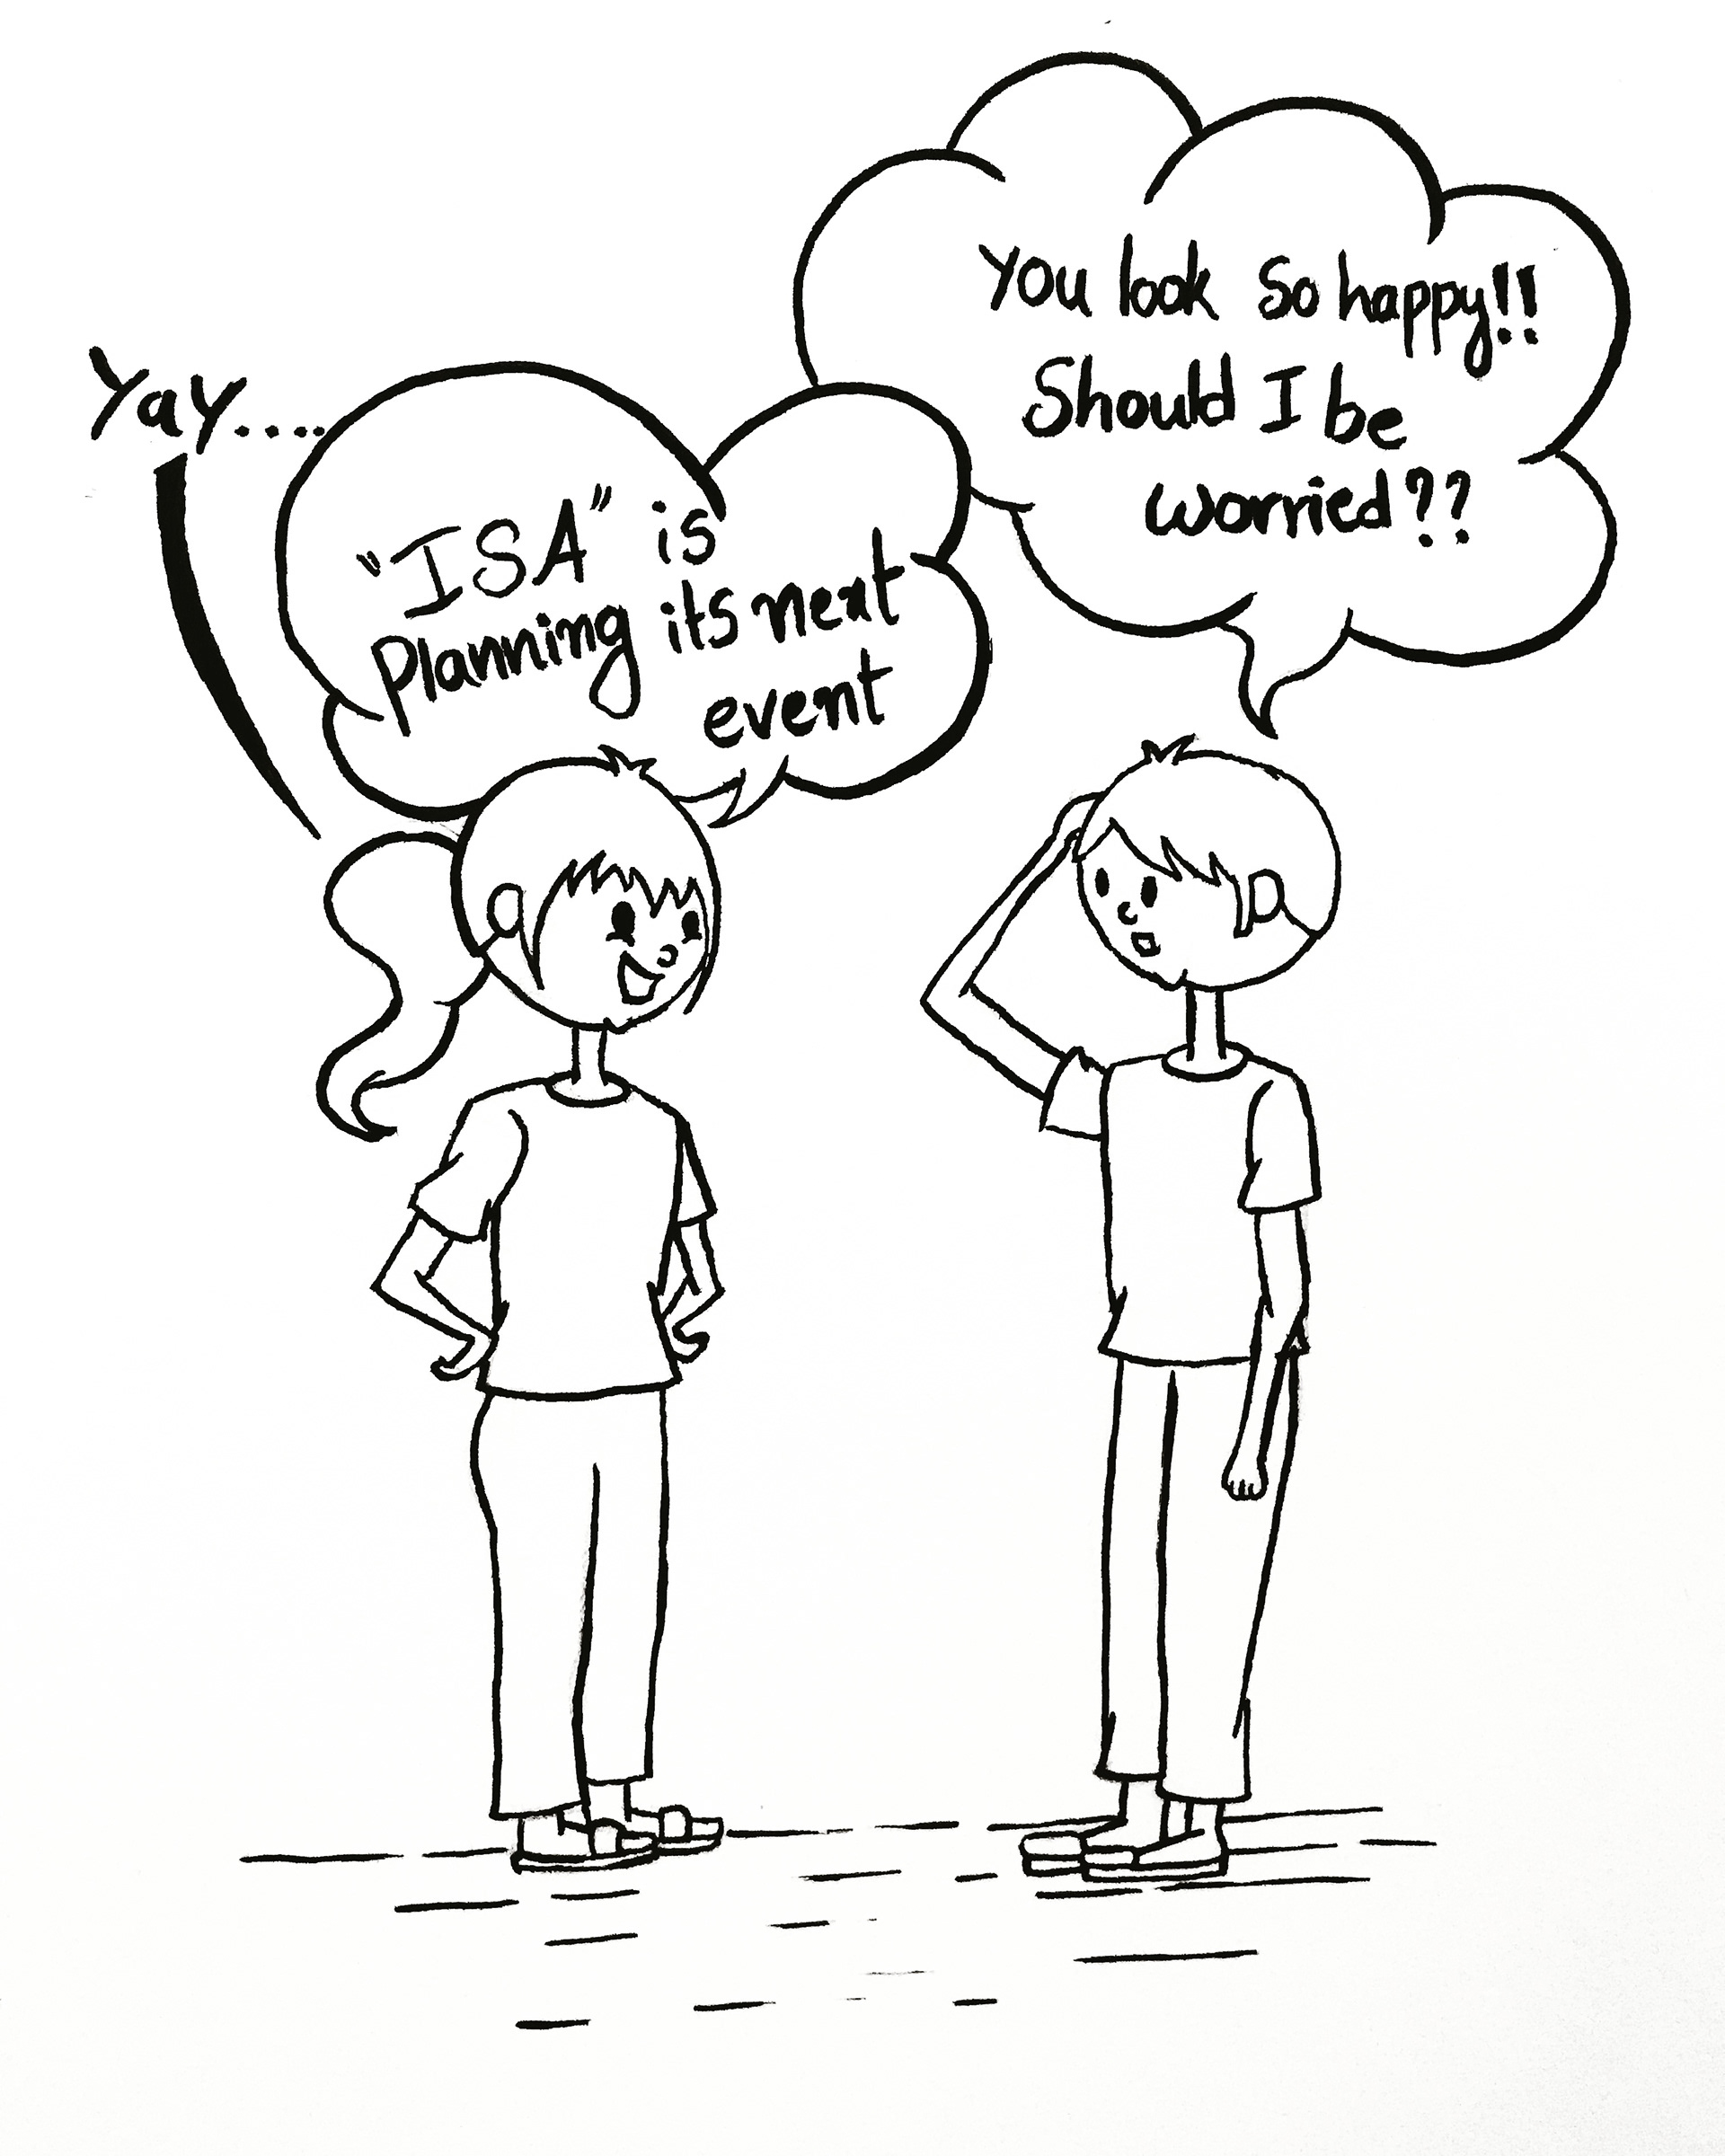 Yay.....
"ISA" is
Planning its next
event
You look so happy!!
Should I be
worried??